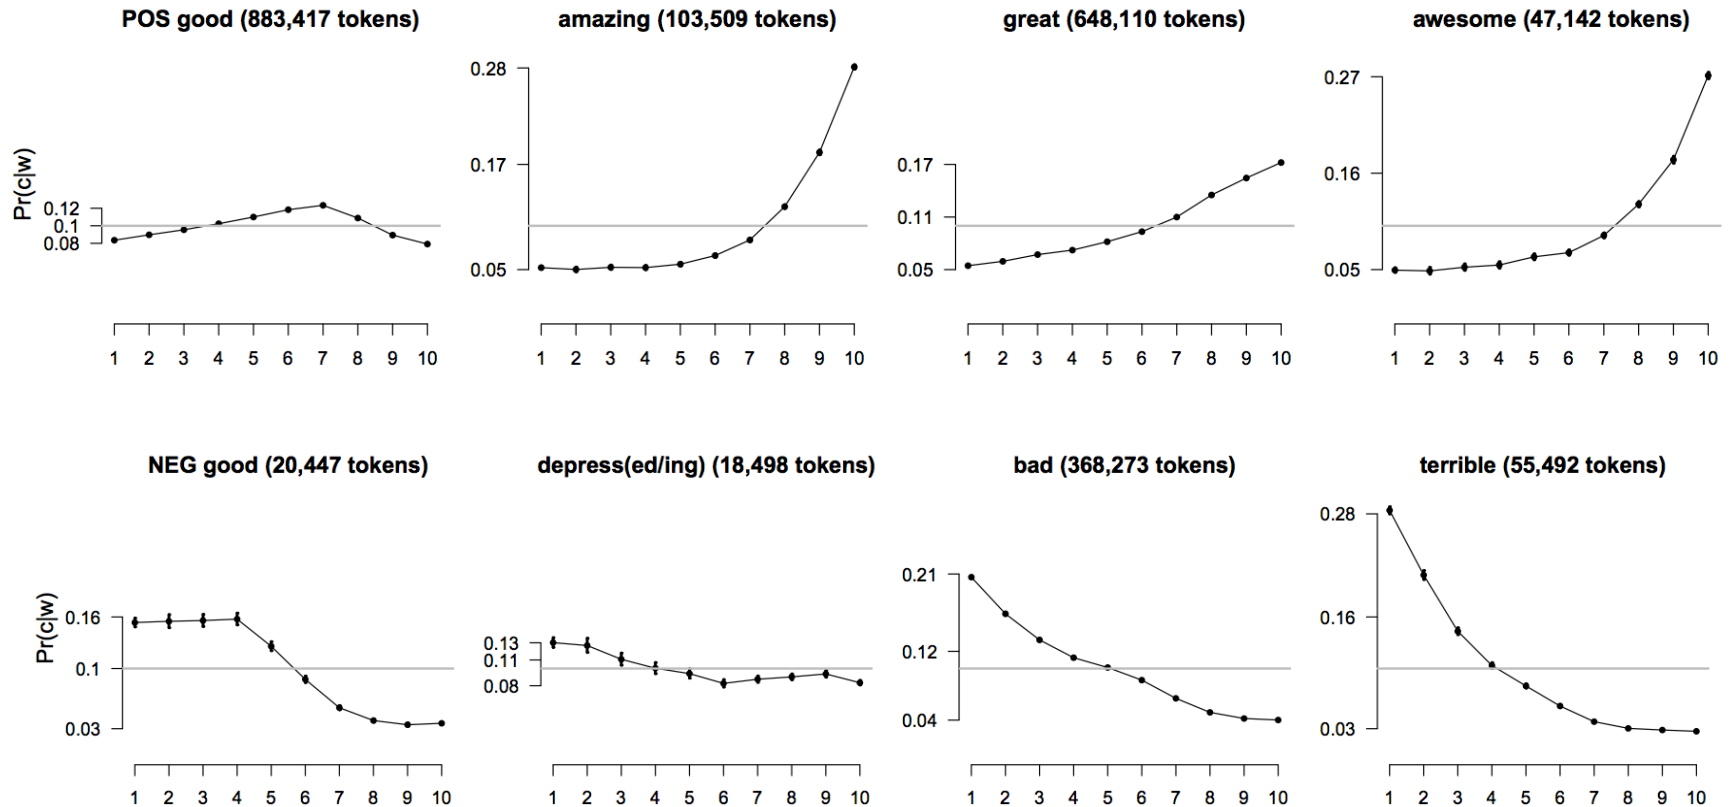 POS good (883,417 tokens)
amazing (103,509 tokens)
great (648,110 tokens)
awesome (47,142 tokens)
Pr(c|w)
0.12
0.1
0.08
1 2 3 4 5 6 7 8 9 10
0.28
0.17
0.05
1 2 3 4 5 6 7 8 9 10
0.17
0.11
0.05
1 2 3 4 5 6 7 8 9 10
0.27
0.16
0.05
1 2 3 4 5 6 7 8 9 10
NEG good (20,447 tokens)
depress(ed/ing) (18,498 tokens)
bad (368,273 tokens)
terrible (55,492 tokens)
Pr(c|w)
0.16
0.1
0.03
1 2 3 4 5 6 7 8 9 10
0.13
0.11
0.08
1 2 3 4 5 6 7 8 9 10
0.21
0.12
0.04
1 2 3 4 5 6 7 8 9 10
0.28
0.16
0.03
1 2 3 4 5 6 7 8 9 10